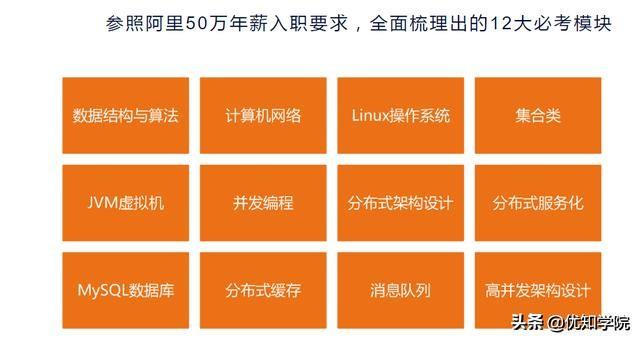 参照阿里50万年薪入职要求，全面梳理出的12大必考模块
数据结构与算法
计算机网络
Linux操作系统
集合类
JVM虚拟机
并发编程
分布式架构设计
分布式服务化
MySQL数据库
分布式缓存
消息队列
高并发架构设计
头条 @优知学院